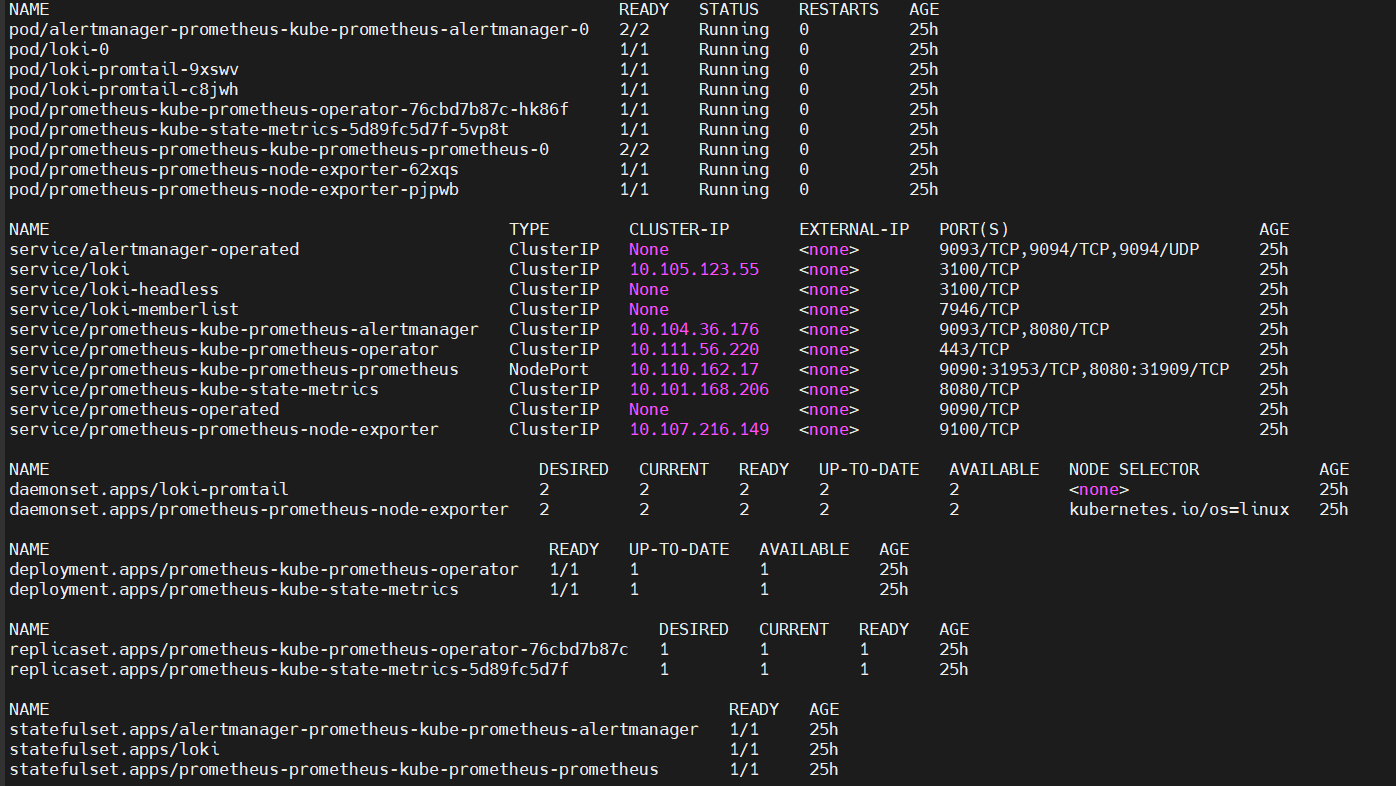 NAME READY STATUS RESTARTS AGE
pod/alertmanager-prometheus-kube-prometheus-alertmanager-0 2/2 Running 0 25h
pod/loki-0 1/1 Running 0 25h
pod/loki-promtail-9xswv 1/1 Running 0 25h
pod/loki-promtail-c8jwh 1/1 Running 0 25h
pod/prometheus-kube-prometheus-operator-76cbd7b87c-hk86f 1/1 Running 0 25h
pod/prometheus-kube-state-metrics-5d89fc5d7f-5vp8t 1/1 Running 0 25h
pod/prometheus-prometheus-kube-prometheus-prometheus-0 2/2 Running 0 25h
pod/prometheus-prometheus-node-exporter-62xqs 1/1 Running 0 25h
pod/prometheus-prometheus-node-exporter-pjpwb 1/1 Running 0 25h
NAME TYPE CLUSTER-IP EXTERNAL-IP PORT(S) AGE
service/alertmanager-operated ClusterIP None <none> 9093/TCP,9094/TCP,9094/UDP 25h
service/loki ClusterIP 10.105.123.55 <none> 3100/TCP 25h
service/loki-headless ClusterIP None <none> 3100/TCP 25h
service/loki-memberlist ClusterIP None <none> 7946/TCP 25h
service/prometheus-kube-prometheus-alertmanager ClusterIP 10.104.36.176 <none> 9093/TCP,8080/TCP 25h
service/prometheus-kube-prometheus-operator ClusterIP 10.111.56.220 <none> 443/TCP 25h
service/prometheus-kube-prometheus-prometheus NodePort 10.110.162.17 <none> 9090:31953/TCP,8080:31909/TCP 25h
service/prometheus-kube-state-metrics ClusterIP 10.101.168.206 <none> 8080/TCP 25h
service/prometheus-operated ClusterIP None <none> 9090/TCP 25h
service/prometheus-prometheus-node-exporter ClusterIP 10.107.216.149 <none> 9100/TCP 25h
NAME DESIRED CURRENT READY UP-TO-DATE AVAILABLE NODE SELECTOR AGE
daemonset.apps/loki-promtail 2 2 2 2 2 <none> 25h
daemonset.apps/prometheus-prometheus-node-exporter 2 2 2 2 2 kubernetes.io/os=linux 25h
NAME READY UP-TO-DATE AVAILABLE AGE
deployment.apps/prometheus-kube-prometheus-operator 1/1 1 1 25h
deployment.apps/prometheus-kube-state-metrics 1/1 1 1 25h
NAME DESIRED CURRENT READY AGE
replicaset.apps/prometheus-kube-prometheus-operator-76cbd7b87c 1 1 1 25h
replicaset.apps/prometheus-kube-state-metrics-5d89fc5d7f 1 1 1 25h
NAME READY AGE
statefulset.apps/alertmanager-prometheus-kube-prometheus-alertmanager 1/1 25h
statefulset.apps/loki 1/1 25h
statefulset.apps/prometheus-prometheus-kube-prometheus-prometheus 1/1 25h